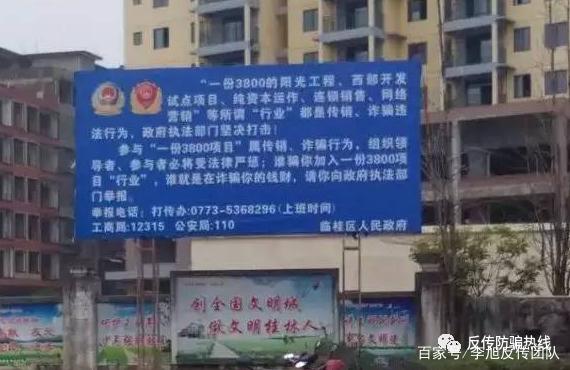 “一份3800的阳光工程、西部开发
试点项目、纯资本运作、连锁销售、网络
营销”等所谓“行业”都是传销、诈骗违
法行为，政府执法部门坚决打击！
参与“一份3800项目”属传销、诈骗行为，组织领
导者、参与者必将受法律严惩；谁骗你加入一份3800项
目“行业”，谁就是在诈骗你的钱财，请你向政府执法部
门举报。
举报电话：打传办:0773-5368296(上班时间)
工商局:12315 公安局:110 临桂区人民政府
创全国文明城
做文明桂林人
反传防骗热线
百家号/李旭反传团队